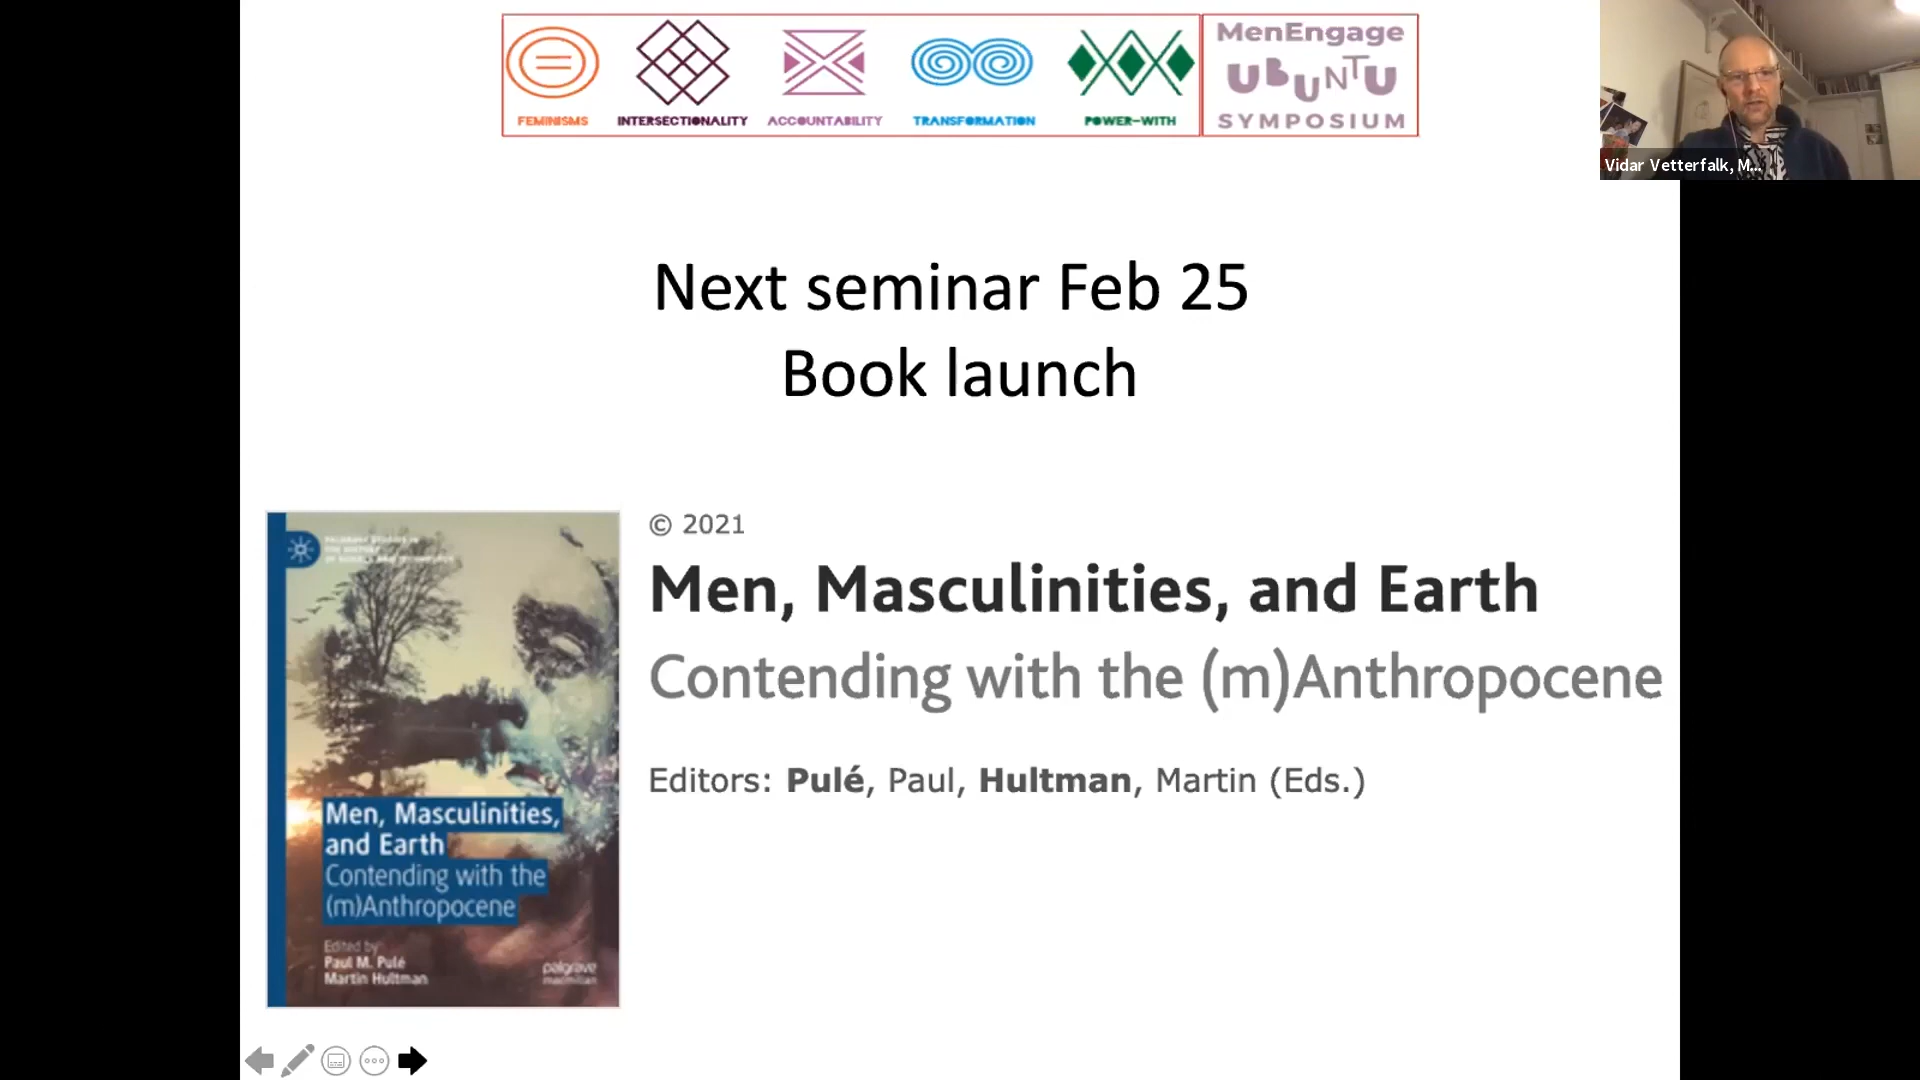 FEMINISMS
INTERSECTIONALITY
ACCOUNTABILITY
TRANSFORMATION
POWER-WITH
MenEngage
UBUNTU
SYMPOSIUM
Vidar Vetterfalk, M...
Next seminar Feb 25
Book launch
© 2021
Men, Masculinities, and Earth
Contending with the (m)Anthropocene
Editors: Pulé, Paul, Hultman, Martin (Eds.)
Men, Masculinities,
and Earth
Contending with the
(m)Anthropocene
Edited by
Paul M. Pulé
Martin Hultman
palgrave
macmillan